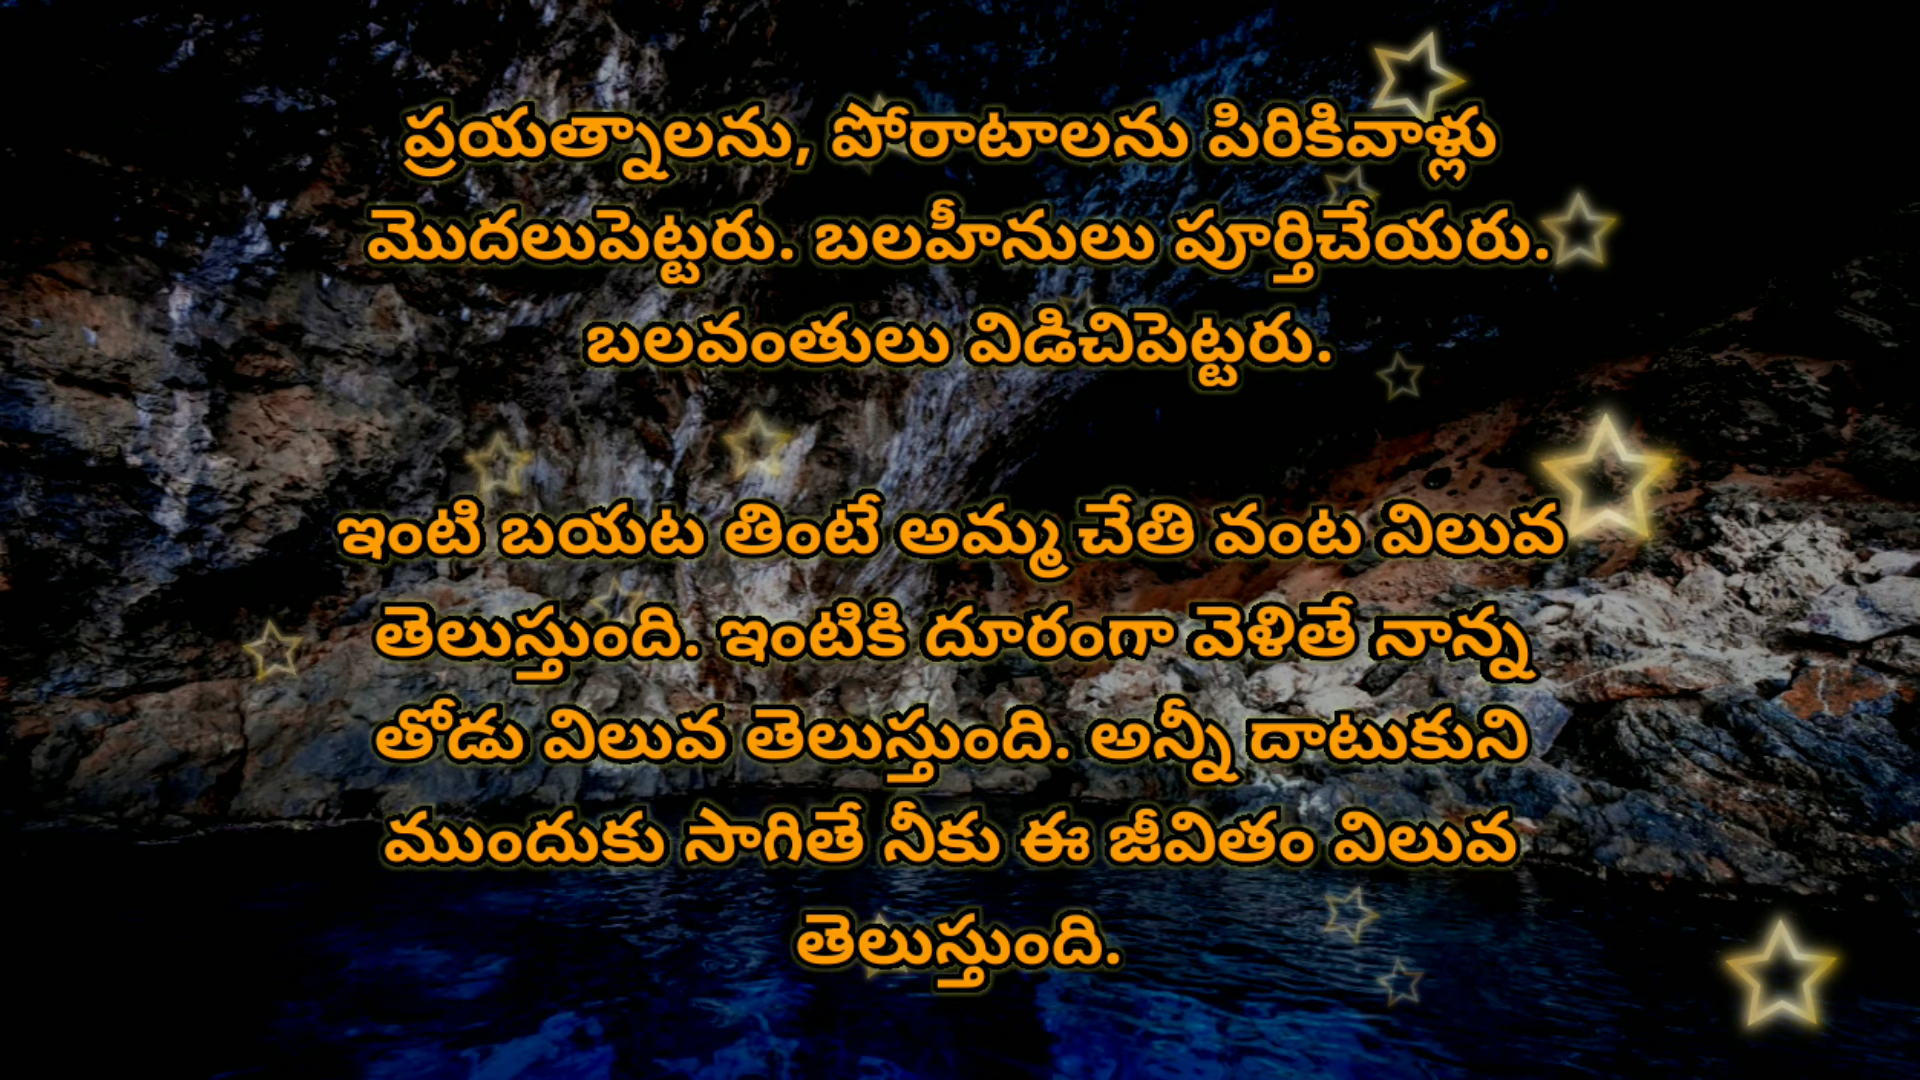 ప్రయత్నాలను, పోరాటాలను పిరికివాళ్లు
మొదలుపెట్టరు. బలహీనులు పూర్తిచేయరు.
బలవంతులు విడిచిపెట్టరు.
ఇంటి బయట తింటే అమ్మ చేతి వంట విలువ
తెలుస్తుంది. ఇంటికి దూరంగా వెళితే నాన్న
తోడు విలువ తెలుస్తుంది. అన్నీ దాటుకుని
ముందుకు సాగితే నీకు ఈ జీవితం విలువ
తెలుస్తుంది.